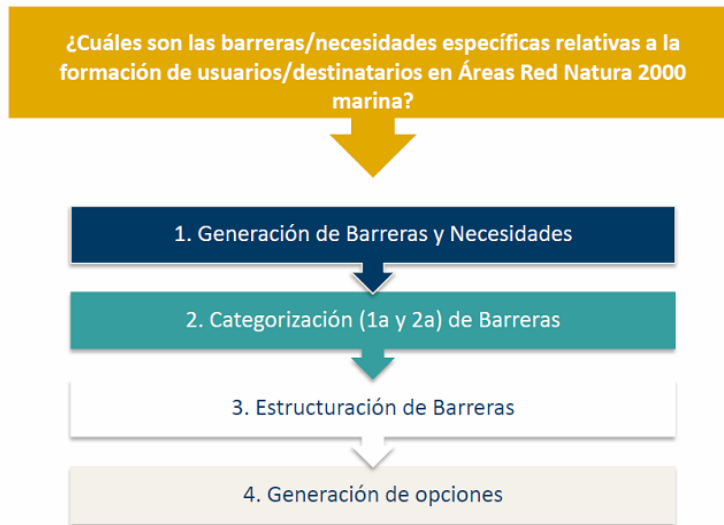 ¿Cuáles son las barreras/necesidades específicas relativas a la
formación de usuarios/destinatarios en Áreas Red Natura 2000
marina?
1. Generación de Barreras y Necesidades
2. Categorización (1a y 2a) de Barreras
3. Estructuración de Barreras
4. Generación de opciones